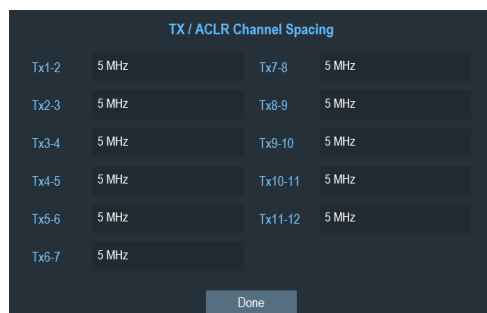 TX / ACLR Channel Spacing
Tx1-2 5 MHz Tx7-8 5 MHz
Tx2-3 5 MHz Tx8-9 5 MHz
Tx3-4 5 MHz Tx9-10 5 MHz
Tx4-5 5 MHz Tx10-11 5 MHz
Tx5-6 5 MHz Tx11-12 5 MHz
Tx6-7 5 MHz
Done